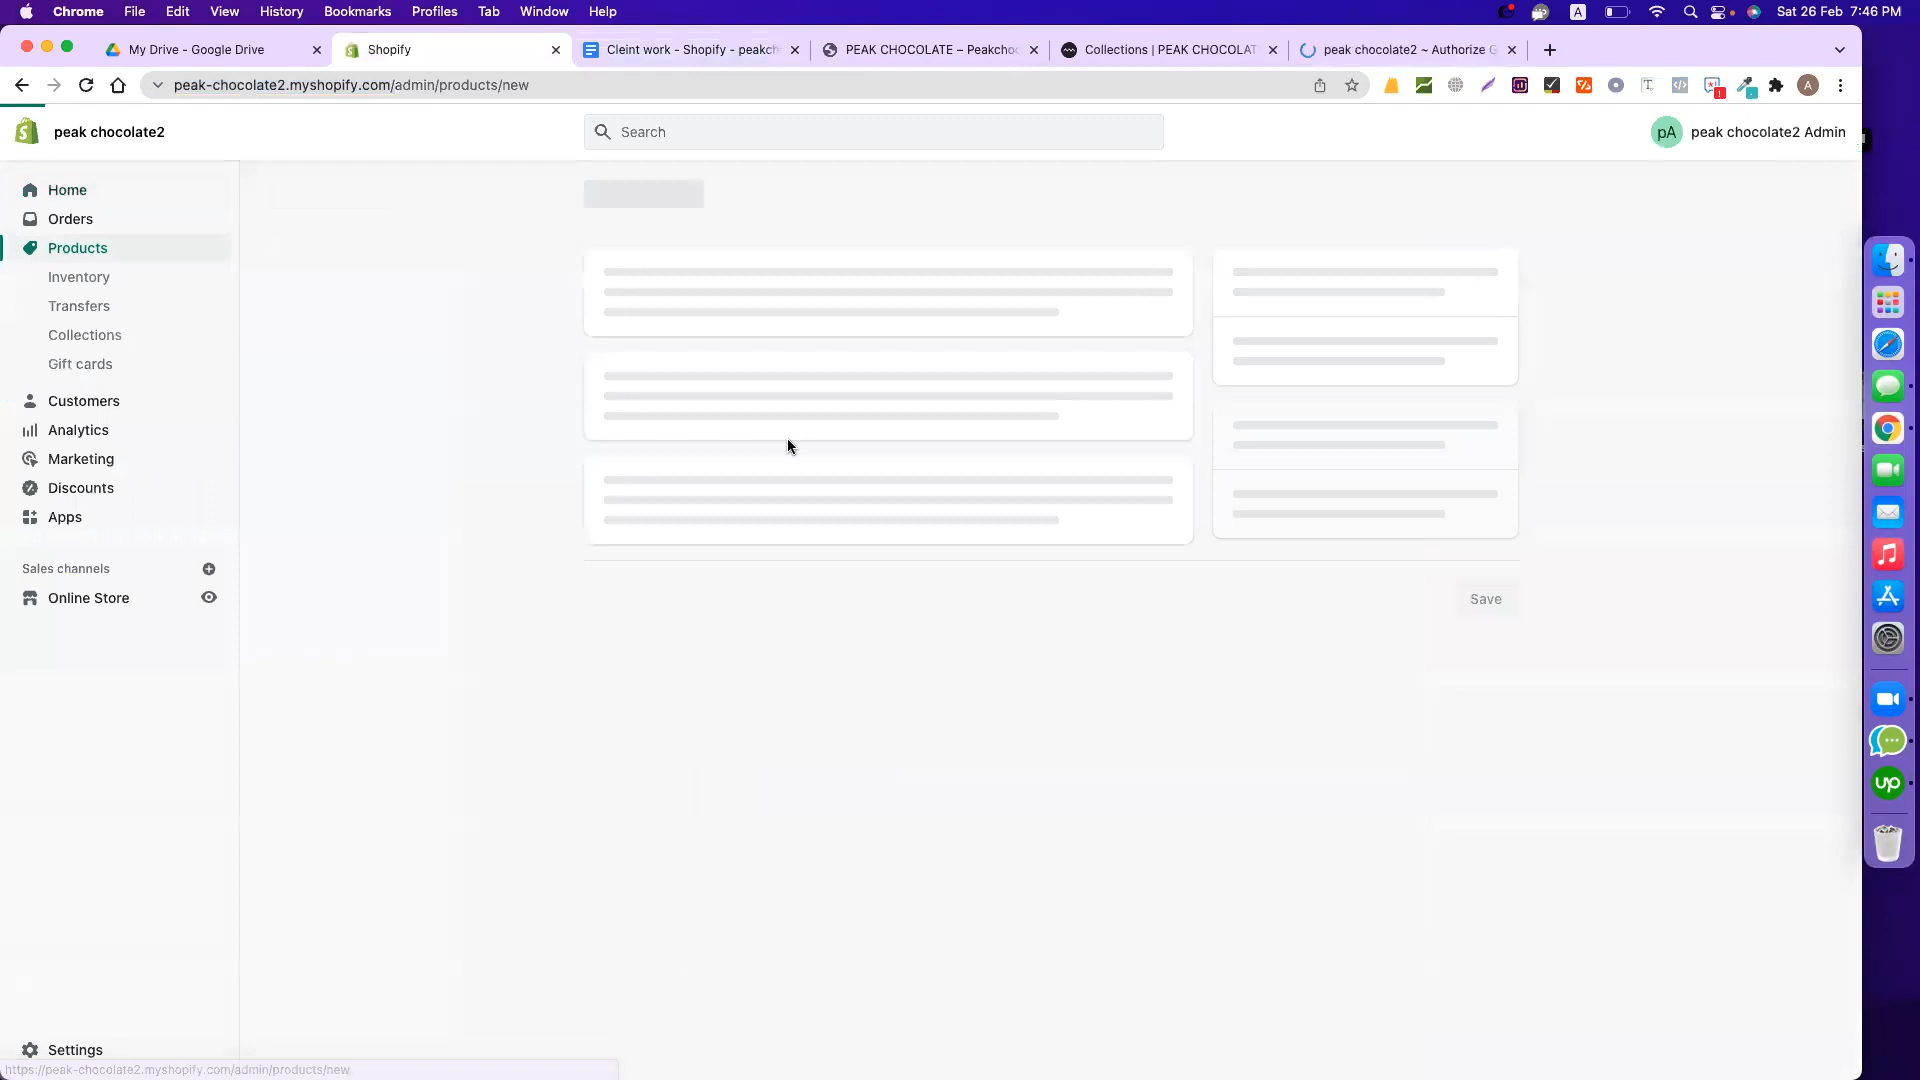 Chrome File Edit View History Bookmarks Profiles Tab Window Help A Sat 26 Feb 7:46 PM
My Drive - Google Drive Shopify Cleint work - Shopify - peakch PEAK CHOCOLATE – Peakchoc Collections | PEAK CHOCOLAT peak chocolate2 ~ Authorize G
peak-chocolate2.myshopify.com/admin/products/new A
peak chocolate2 Search pA peak chocolate2 Admin
Home
Orders
Products
Inventory
Transfers
Collections
Gift cards
Customers
Analytics
Marketing
Discounts
Apps
Sales channels
Online Store
Save
up
Settings
https://peak-chocolate2.myshopify.com/admin/products/new